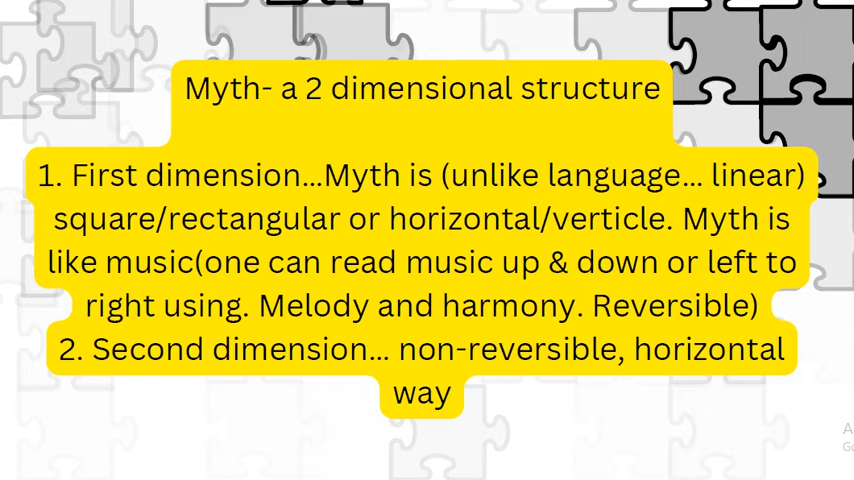 Myth- a 2 dimensional structure
1. First dimension...Myth is (unlike language... linear)
square/rectangular or horizontal/verticle. Myth is
like music(one can read music up & down or left to
right using. Melody and harmony. Reversible)
2. Second dimension... non-reversible, horizontal
way